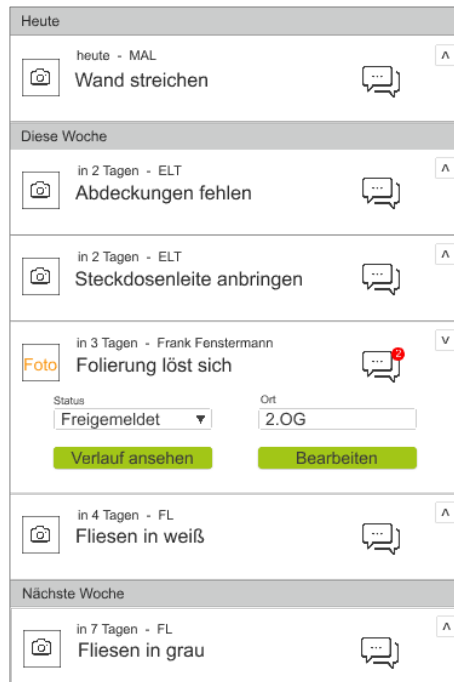 Heute
heute - MAL
Wand streichen
Diese Woche
in 2 Tagen - ELT
Abdeckungen fehlen
in 2 Tagen - ELT
Steckdosenleite anbringen
in 3 Tagen - Frank Fenstermann
Foto Folierung löst sich 2
Status Ort
Freigemeldet 2.OG
Verlauf ansehen Bearbeiten
in 4 Tagen - FL
Fliesen in weiß
Nächste Woche
in 7 Tagen - FL
Fliesen in grau